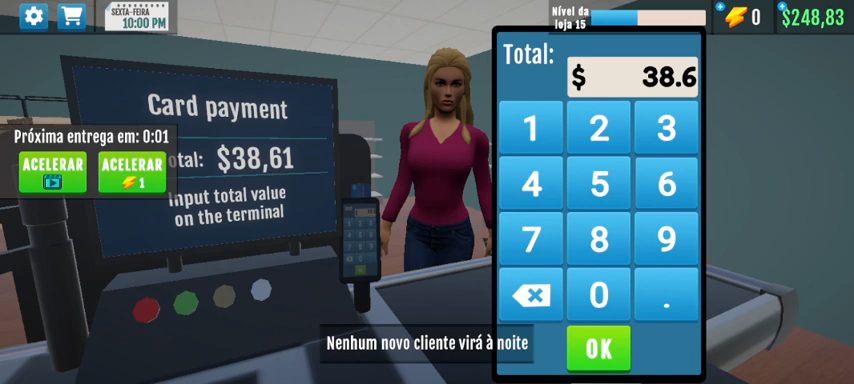 SEXTA-FEIRA
10:00 PM
Nível da
loja 15
0
$248,83
Card payment
Próxima entrega em: 0:01
ACELERAR
ACELERAR
1
otal: $38,61
Input total value
on the terminal
Total:
$ 38.6
1 2 3
4 5 6
7 8 9
0 .
OK
Nenhum novo cliente virá à noite